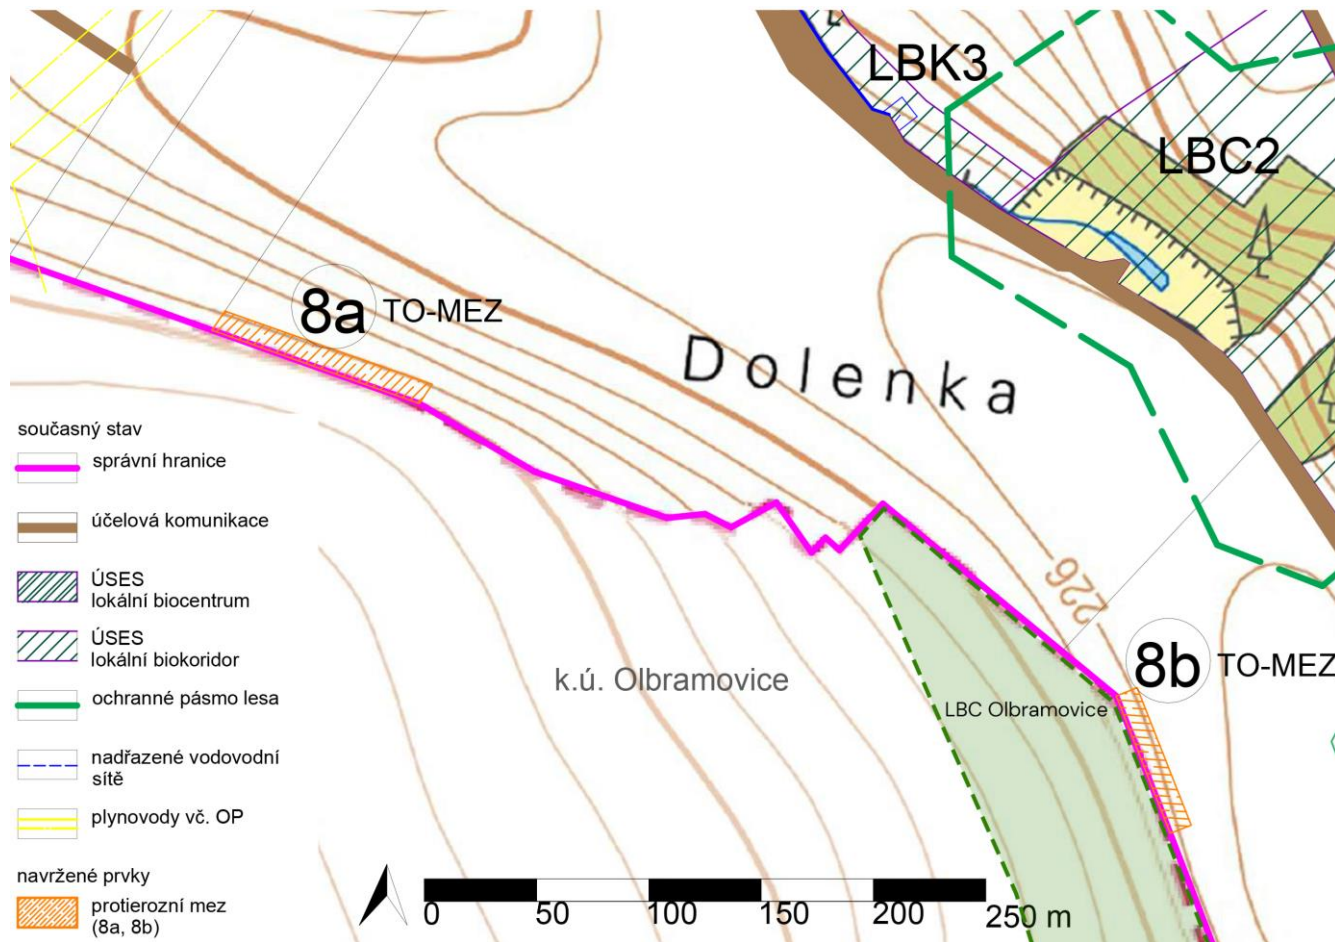 LBK3
LBC2
8a TO-MEZ
Dolenka
současný stav
správní hranice
účelová komunikace
ÚSES
lokální biocentrum
ÚSES
lokální biokoridor
ochranné pásmo lesa
nadřazené vodovodní
sítě
plynovody vč. OP
navržené prvky
protierozní mez
(8a, 8b)
226
8b TO-MEZ
k.ú. Olbramovice
LBC Olbramovice
0 50 100 150 200 250 m